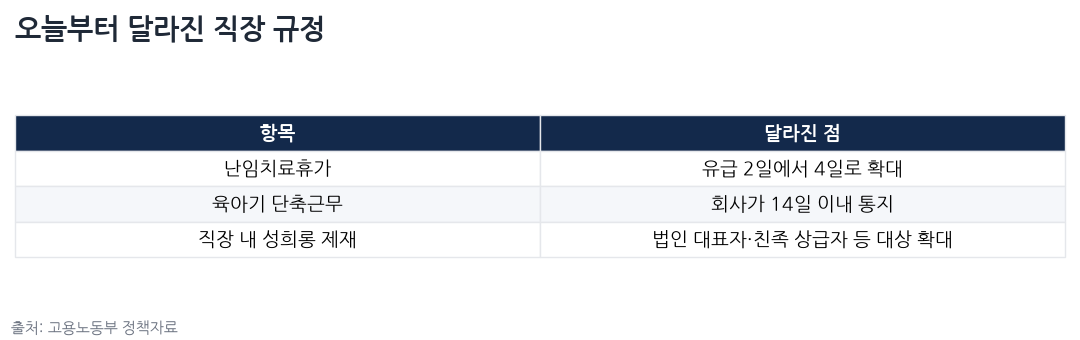 오늘부터 달라진 직장 규정
항목 달라진 점
난임치료휴가 유급 2일에서 4일로 확대
육아기 단축근무 회사가 14일 이내 통지
직장 내 성희롱 제재 법인 대표자·친족 상급자 등 대상 확대
출처: 고용노동부 정책자료